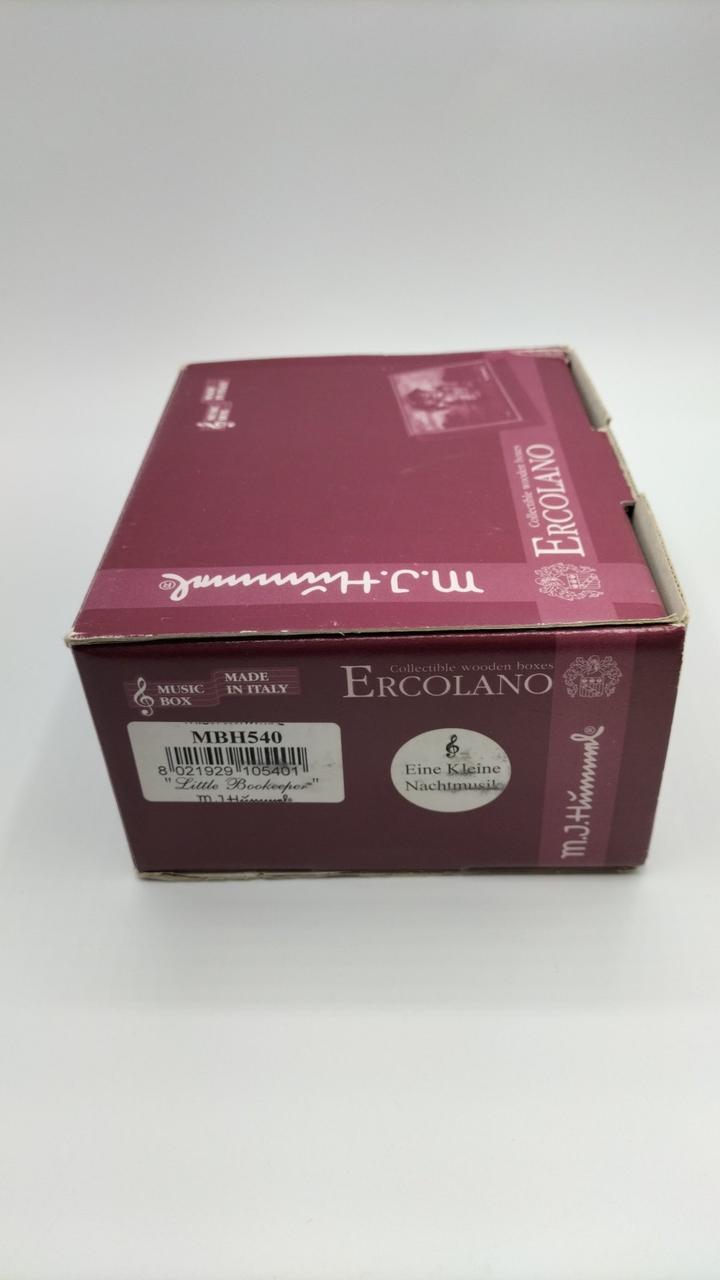 Collectible wooden boxes
ERCOLANO
M.J.Hümmel®
MUSIC
BOX
MADE
IN ITALY
Collectible wooden boxes
ERCOLANO
MBH540
8 021929 105401
"Little Bookeeper"
M.J.Hümmel®
Eine Kleine
Nachtmusik
M.J.Hümmel®